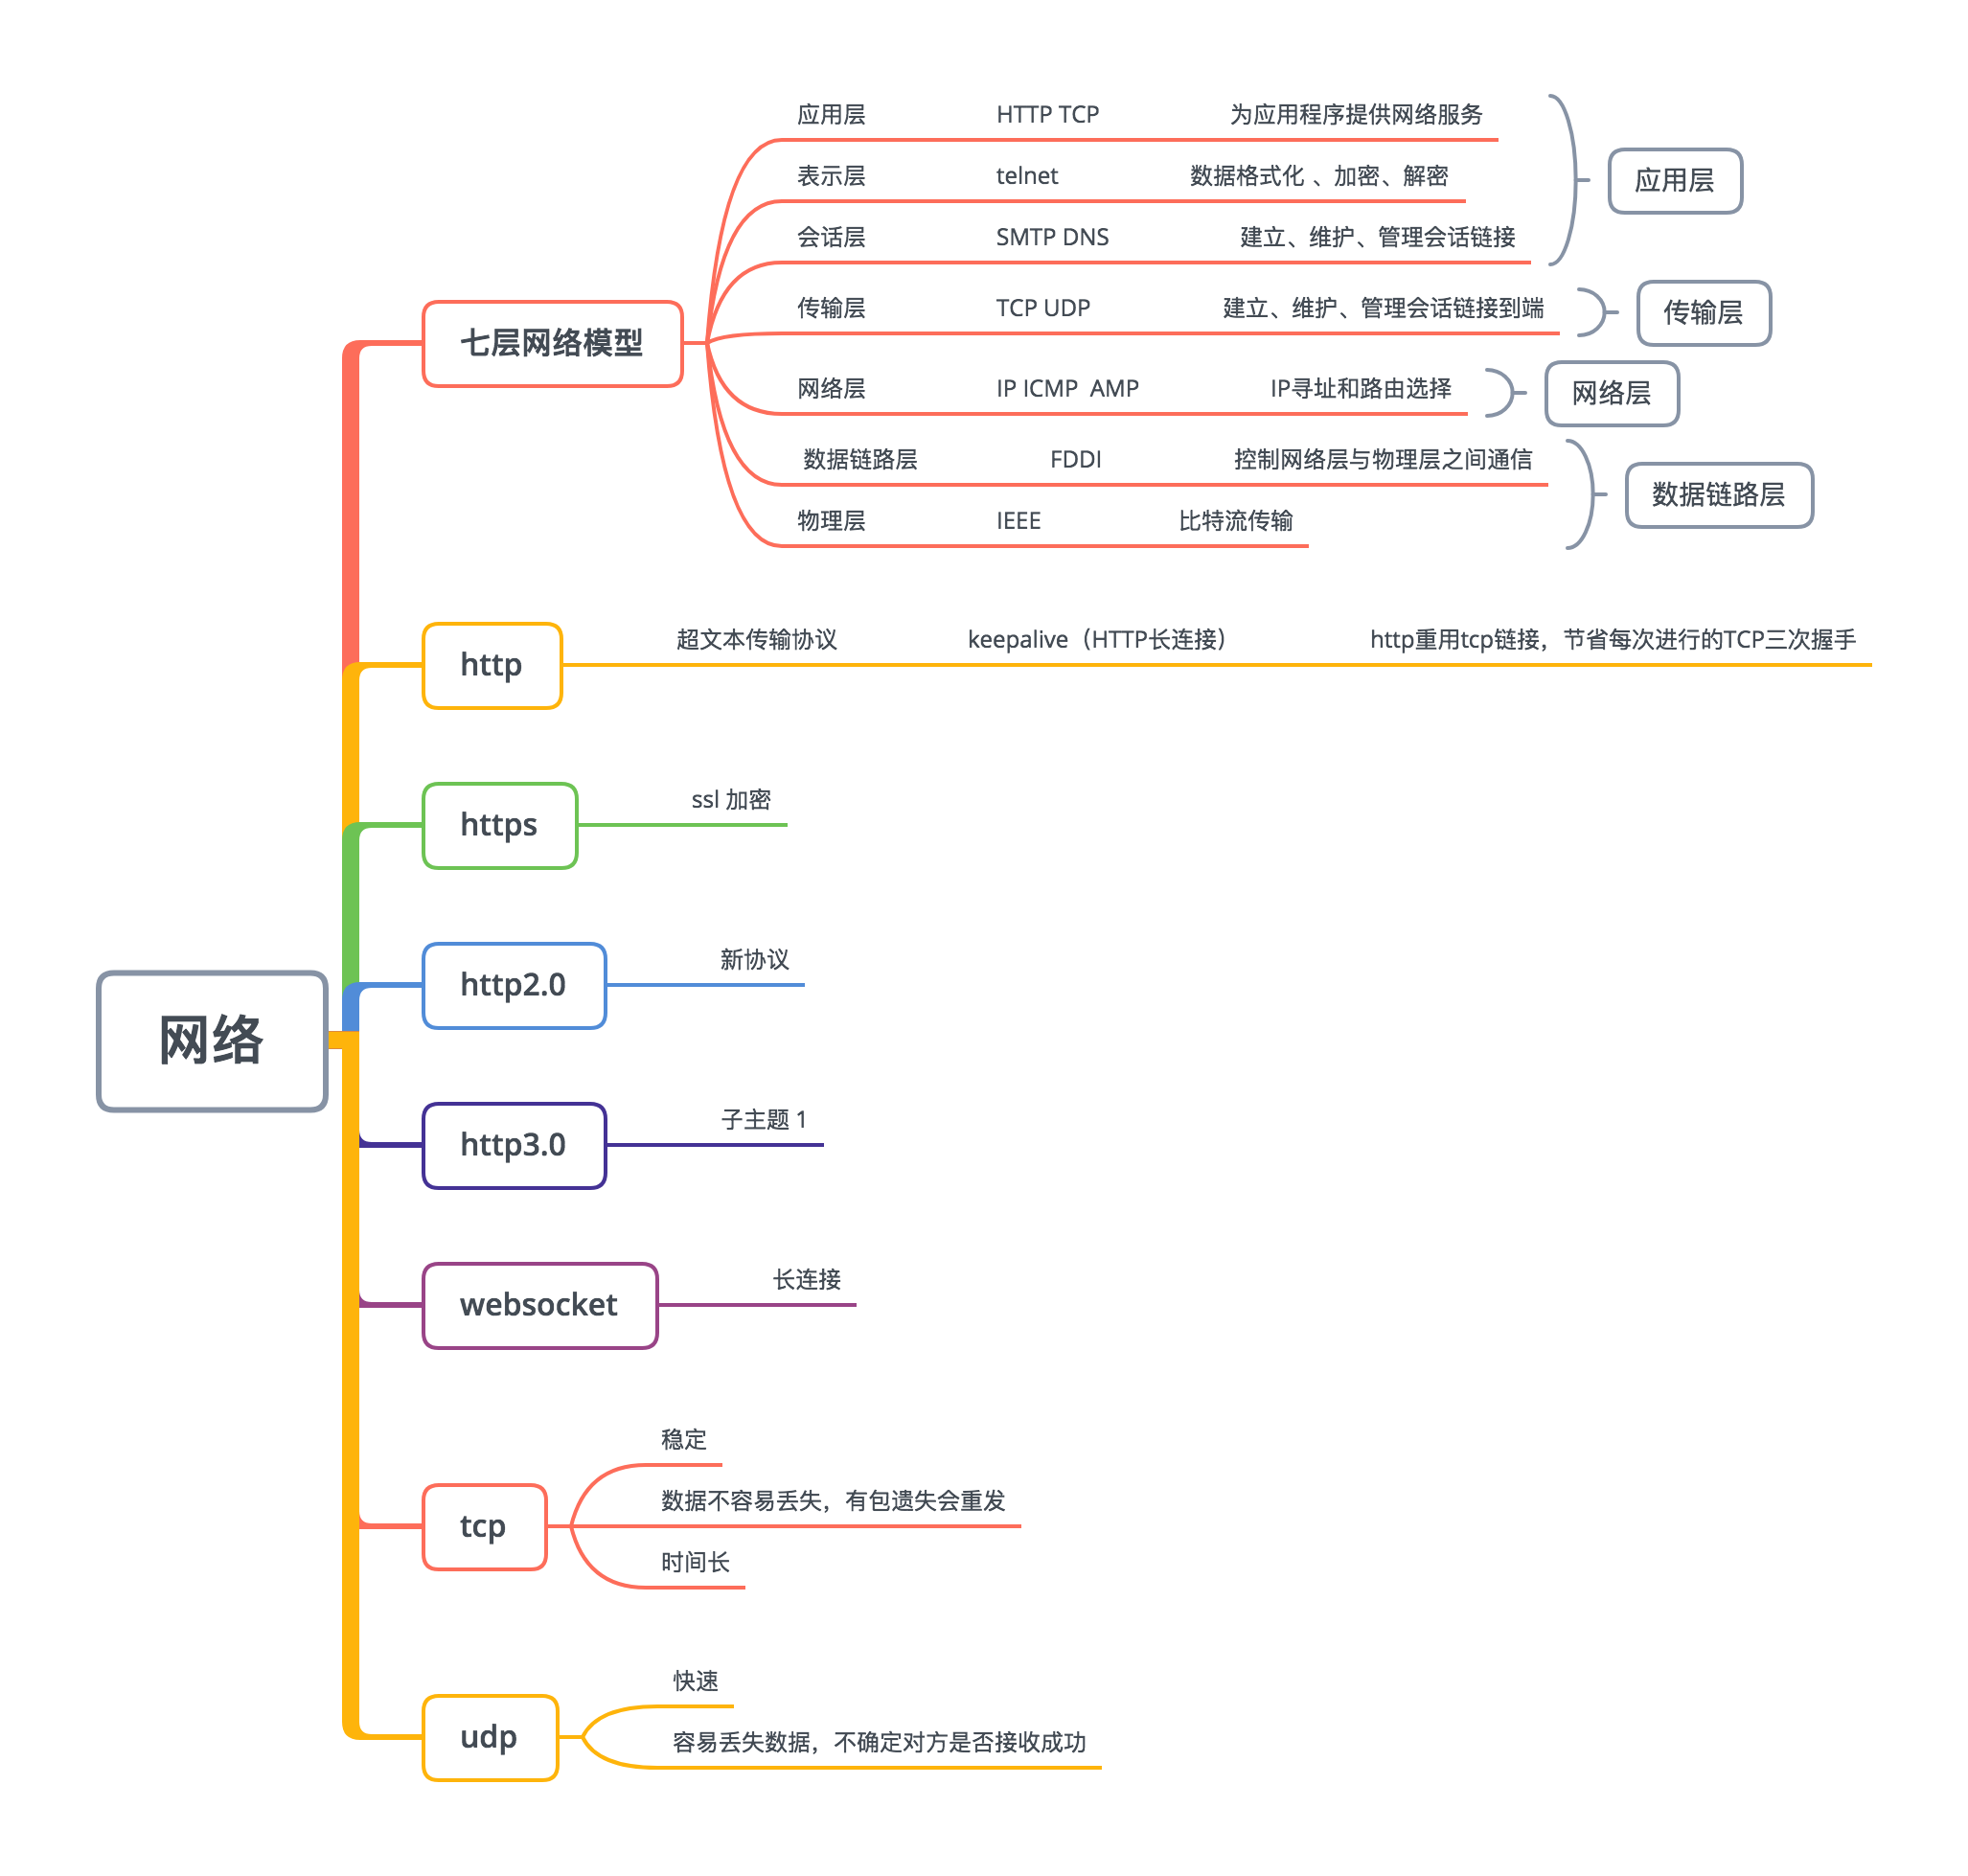 应用层 HTTP TCP 为应用程序提供网络服务
表示层 telnet 数据格式化 、加密、解密
会话层 SMTP DNS 建立、维护、管理会话链接
应用层
传输层 TCP UDP 建立、维护、管理会话链接到端
传输层
七层网络模型
网络层 IP ICMP  AMP IP寻址和路由选择
网络层
数据链路层 FDDI 控制网络层与物理层之间通信
物理层 IEEE 比特流传输
数据链路层
http
超文本传输协议 keepalive（HTTP长连接） http重用tcp链接，节省每次进行的TCP三次握手
https
ssl 加密
http2.0
新协议
网络
http3.0
子主题 1
websocket
长连接
tcp
稳定
数据不容易丢失，有包遗失会重发
时间长
udp
快速
容易丢失数据，不确定对方是否接收成功